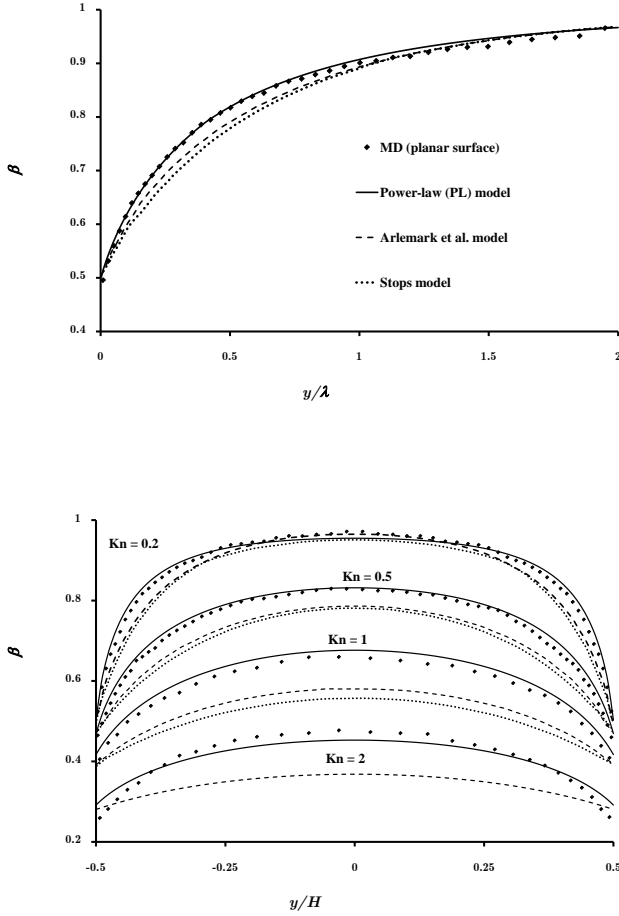 1
0.9
0.8
0.7
0.6
0.5
0.4
β
0 0.5 1 1.5 2
y/λ
MD (planar surface)
Power-law (PL) model
Arlemark et al. model
Stops model
1
0.8
0.6
0.4
0.2
β
Kn = 0.2
Kn = 0.5
Kn = 1
Kn = 2
-0.5 -0.25 0 0.25 0.5
y/H